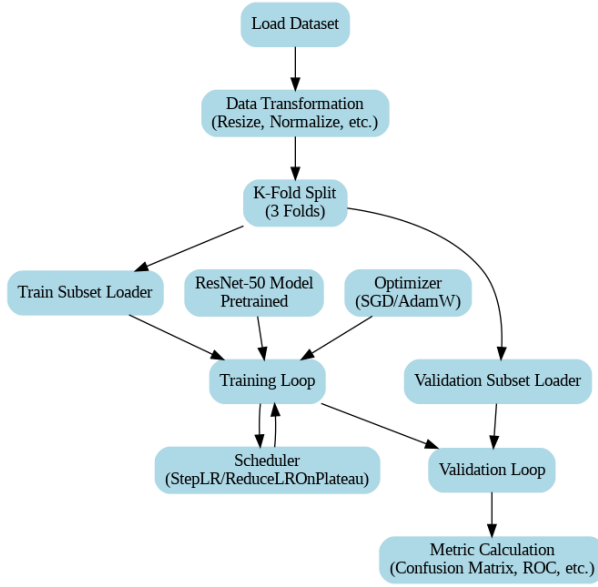 Load Dataset
Data Transformation
(Resize, Normalize, etc.)
K-Fold Split
(3 Folds)
Train Subset Loader
ResNet-50 Model
Pretrained
Optimizer
(SGD/AdamW)
Training Loop
Validation Subset Loader
Scheduler
(StepLR/ReduceLROnPlateau)
Validation Loop
Metric Calculation
(Confusion Matrix, ROC, etc.)